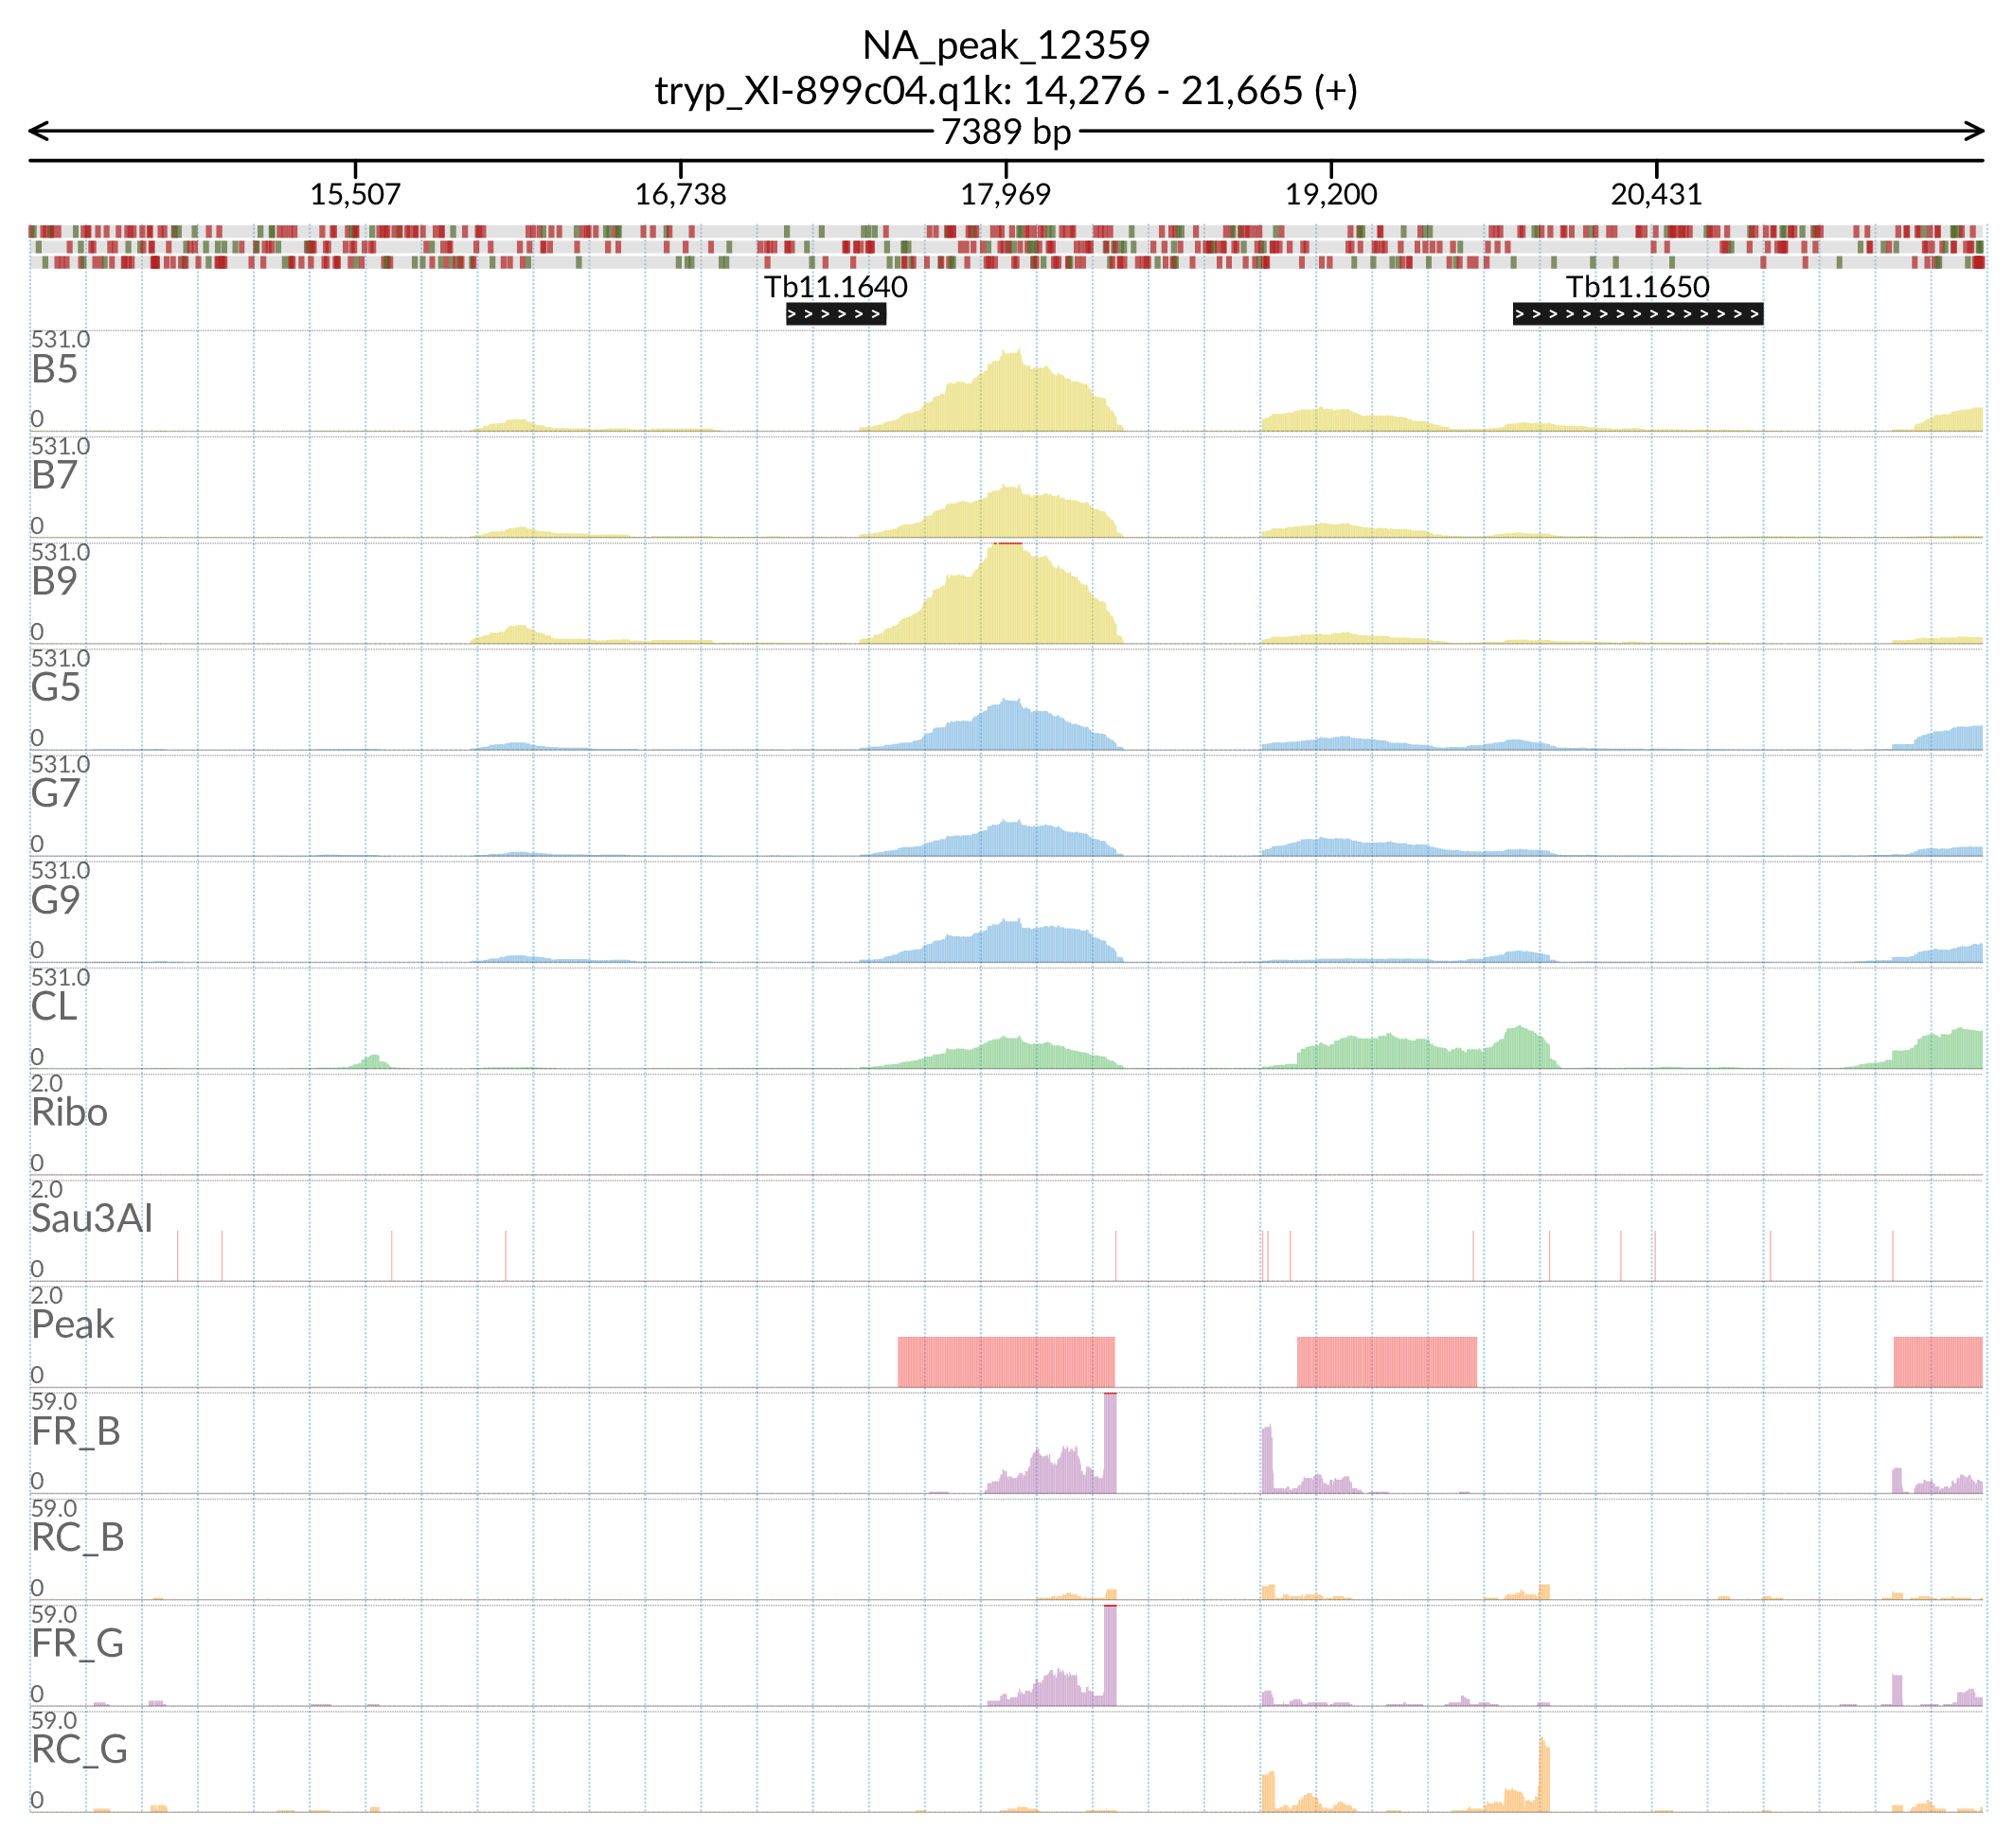 NA_peak_12359
tryp_XI-899c04.q1k: 14,276 - 21,665 (+)
7389 bp
15,507 16,738 17,969 19,200 20,431
Tb11.1640 Tb11.1650
531.0
B5
0
531.0
B7
0
531.0
B9
0
531.0
G5
0
531.0
G7
0
531.0
G9
0
531.0
CL
0
2.0
Ribo
0
2.0
Sau3AI
0
2.0
Peak
0
59.0
FR_B
0
59.0
RC_B
0
59.0
FR_G
0
59.0
RC_G
0